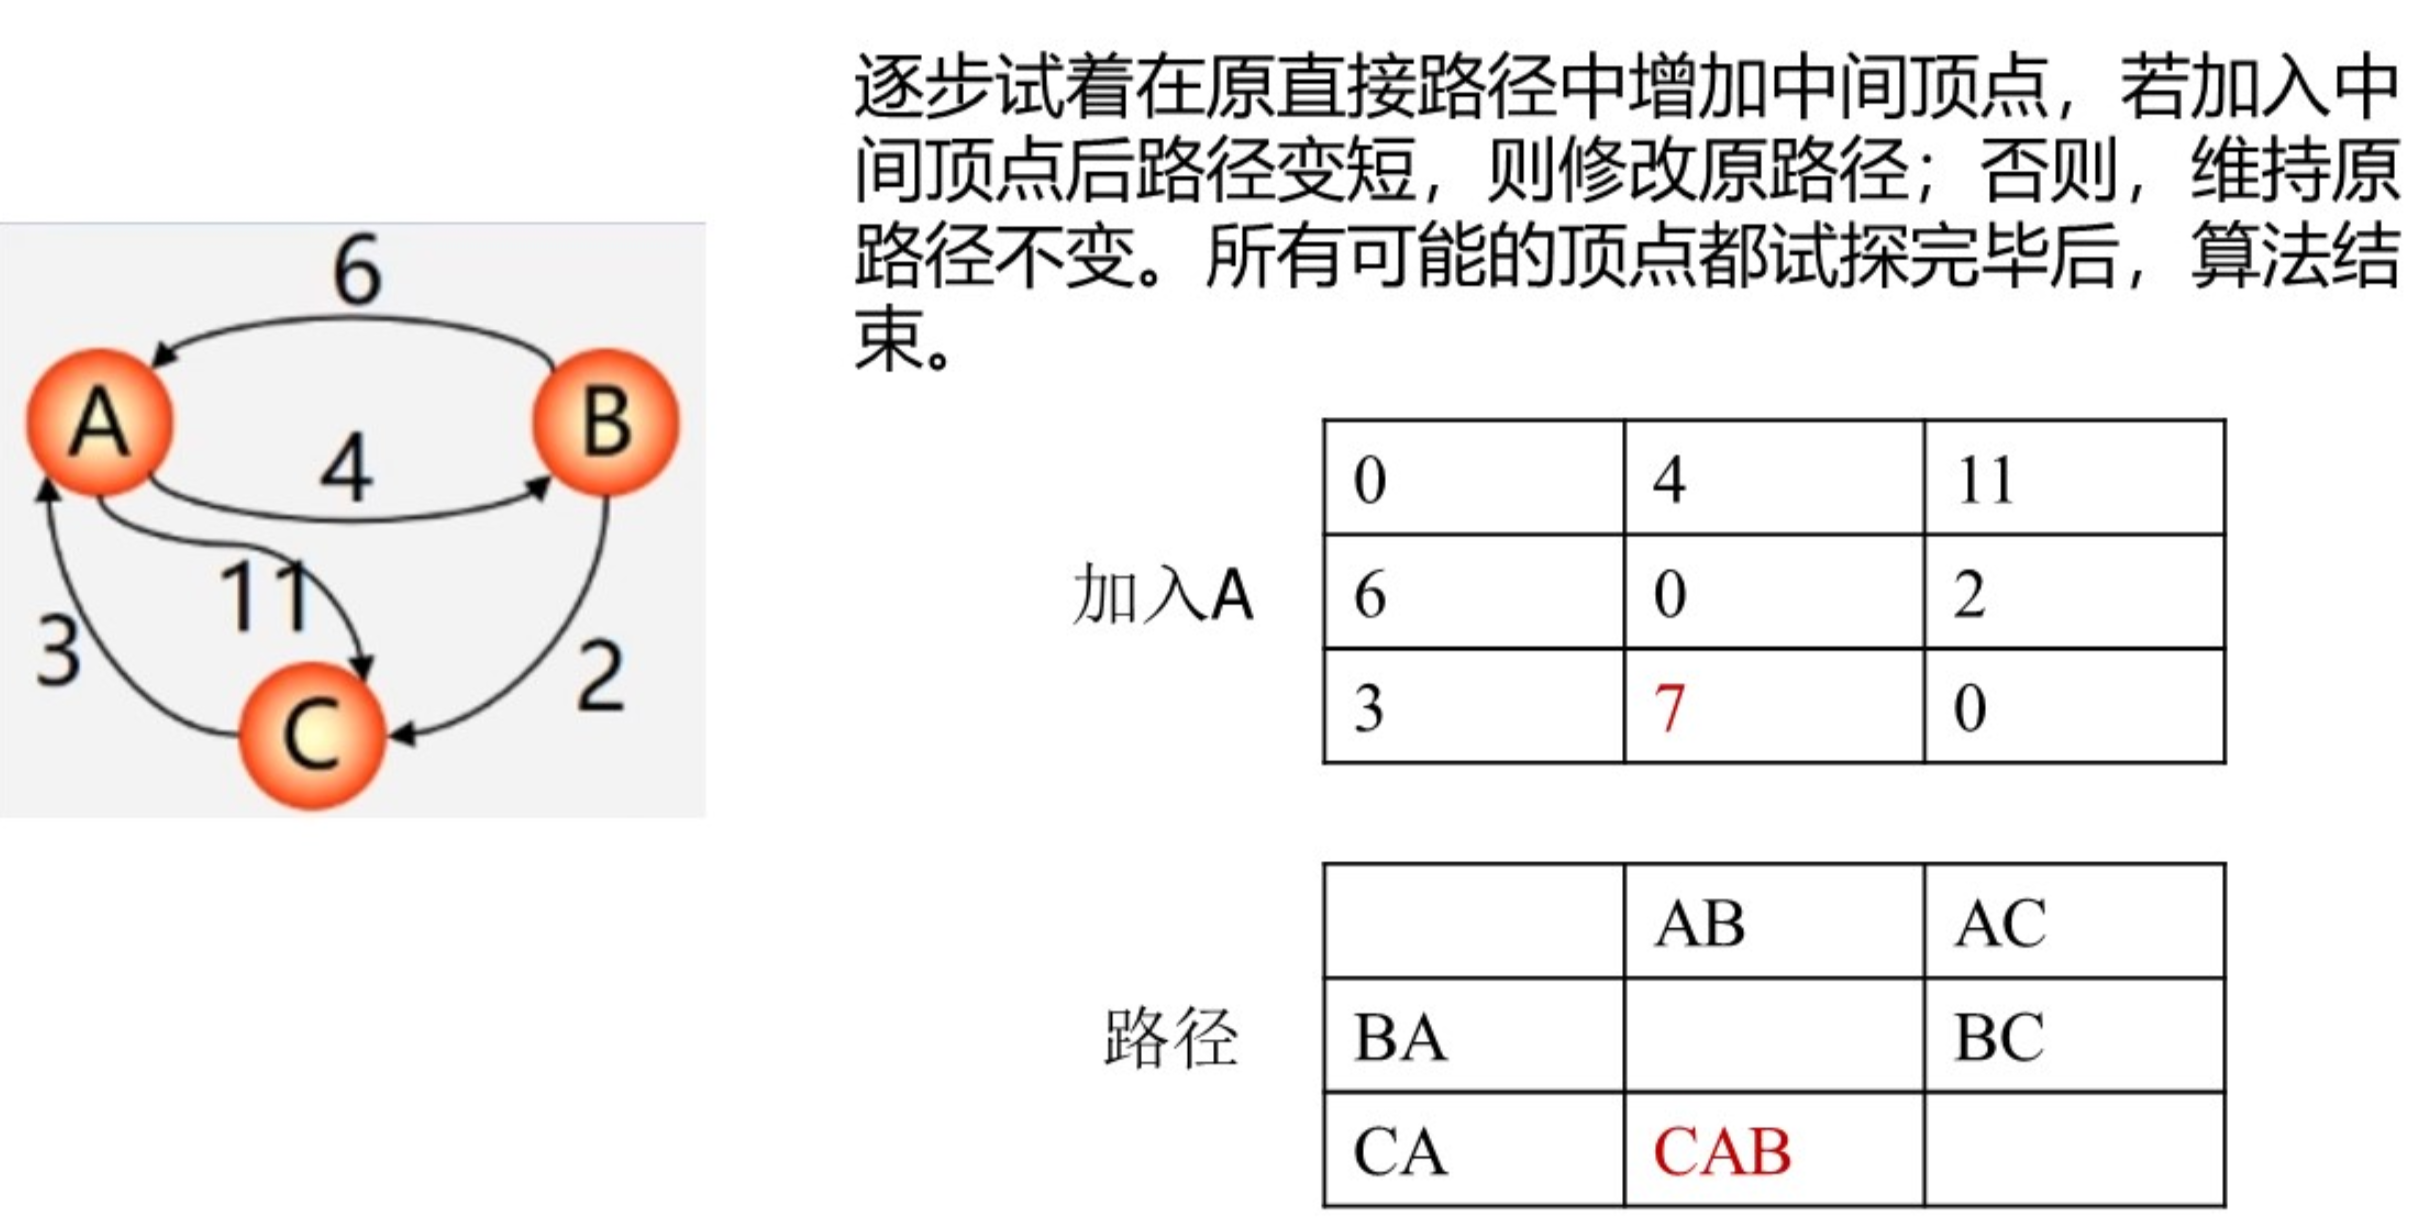 逐步试着在原直接路径中增加中间顶点，若加入中
间顶点后路径变短，则修改原路径；否则，维持原
路径不变。所有可能的顶点都试探完毕后，算法结
束。
6
A
B
4
11
3
2
C
加入A
0 4 11
6 0 2
3 7 0
路径
AB AC
BA BC
CA CAB